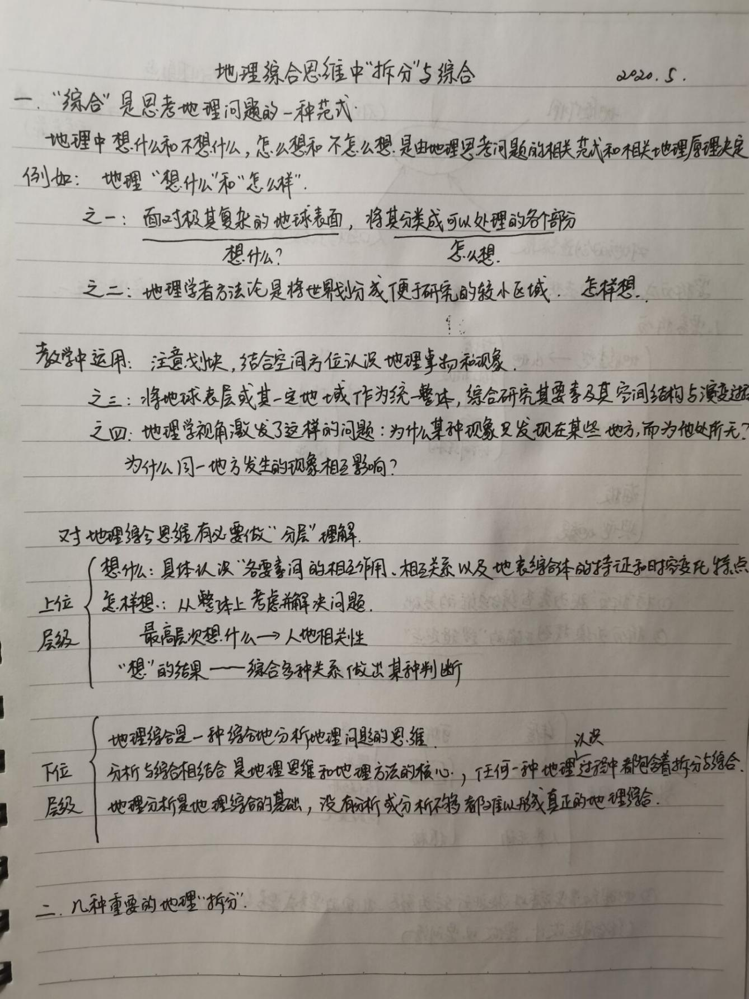 地理综合思维中“拆分”与综合 2020.5.
一.“综合”是思考地理问题的一种范式.
地理中想什么和不想什么，怎么想和不怎么想.是由地理思考问题的相关范式和相关地理原理决定
例如： 地理“想什么”和“怎么样”.
之一：面对极其复杂的地球表面，将其分类成可以处理的各个部分
想什么？ 怎么想.
之二：地理学者方法论是将世界划分成便于研究的较小区域. 怎样想.
教学中运用： 注意划块，结合空间方位认识地理事物和现象.
之三：将地球表层或其一定地域作为统一整体，综合研究其要素及其空间结构与演变过程
之四：地理学视角激发了这样的问题：为什么某种现象只发现在某些地方，而为他处所无？
为什么同一地方发生的现象相互影响？
对地理综合思维有必要做“分层”理解.
想什么：具体认识“各要素间的相互作用、相互关系以及地表综合体的特征和时空变化特点
上位 怎样想：从整体上考虑并解决问题.
层级 最高层次想什么→人地相关性
“想”的结果——综合多种关系做出某种判断
地理综合是一种综合地分析地理问题的思维.
认识
下位 分析与综合相结合是地理思维和地理方法的核心，任何一种地理过程中都包含着拆分与综合.
层级 地理分析是地理综合的基础，没有分析或分析不够都难以形成真正的地理综合.
二. 几种重要的地理“拆分”.